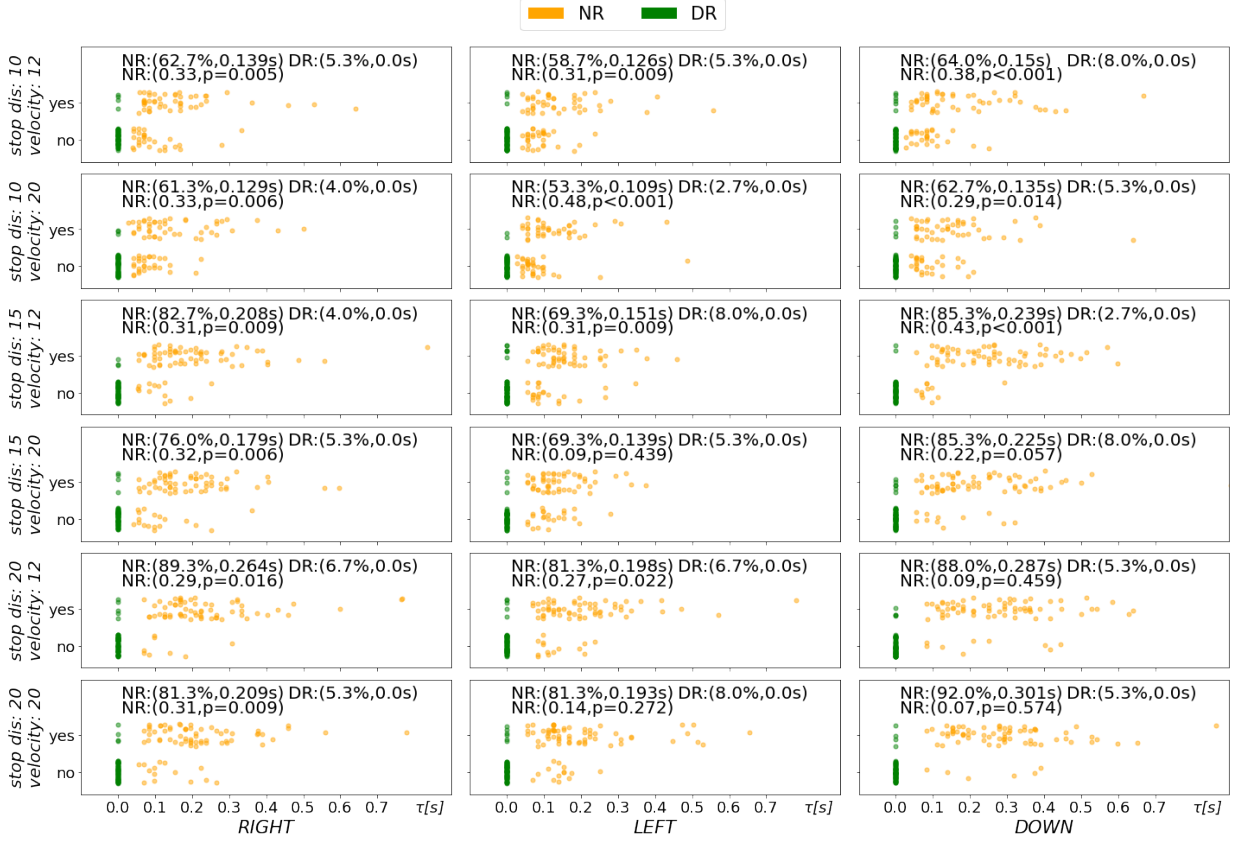 NR DR
NR:(62.7%,0.139s) DR:(5.3%,0.0s)
NR:(0.33,p=0.005)
NR:(58.7%,0.126s) DR:(5.3%,0.0s)
NR:(0.31,p=0.009)
NR:(64.0%,0.15s) DR:(8.0%,0.0s)
NR:(0.38,p<0.001)
stop dis: 10
velocity: 12
yes
no
NR:(61.3%,0.129s) DR:(4.0%,0.0s)
NR:(0.33,p=0.006)
NR:(53.3%,0.109s) DR:(2.7%,0.0s)
NR:(0.48,p<0.001)
NR:(62.7%,0.135s) DR:(5.3%,0.0s)
NR:(0.29,p=0.014)
stop dis: 10
velocity: 20
yes
no
NR:(82.7%,0.208s) DR:(4.0%,0.0s)
NR:(0.31,p=0.009)
NR:(69.3%,0.151s) DR:(8.0%,0.0s)
NR:(0.31,p=0.009)
NR:(85.3%,0.239s) DR:(2.7%,0.0s)
NR:(0.43,p<0.001)
stop dis: 15
velocity: 12
yes
no
NR:(76.0%,0.179s) DR:(5.3%,0.0s)
NR:(0.32,p=0.006)
NR:(69.3%,0.139s) DR:(5.3%,0.0s)
NR:(0.09,p=0.439)
NR:(85.3%,0.225s) DR:(8.0%,0.0s)
NR:(0.22,p=0.057)
stop dis: 15
velocity: 20
yes
no
NR:(89.3%,0.264s) DR:(6.7%,0.0s)
NR:(0.29,p=0.016)
NR:(81.3%,0.198s) DR:(6.7%,0.0s)
NR:(0.27,p=0.022)
NR:(88.0%,0.287s) DR:(5.3%,0.0s)
NR:(0.09,p=0.459)
stop dis: 20
velocity: 12
yes
no
NR:(81.3%,0.209s) DR:(5.3%,0.0s)
NR:(0.31,p=0.009)
NR:(81.3%,0.193s) DR:(8.0%,0.0s)
NR:(0.14,p=0.272)
NR:(92.0%,0.301s) DR:(5.3%,0.0s)
NR:(0.07,p=0.574)
stop dis: 20
velocity: 20
yes
no
0.0 0.1 0.2 0.3 0.4 0.5 0.6 0.7 τ[s]
RIGHT
0.0 0.1 0.2 0.3 0.4 0.5 0.6 0.7 τ[s]
LEFT
0.0 0.1 0.2 0.3 0.4 0.5 0.6 0.7 τ[s]
DOWN